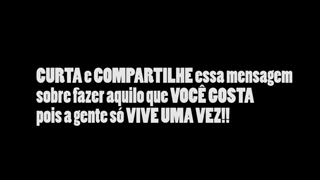 CURTA e COMPARTILHE essa mensagem
sobre fazer aquilo que VOCÊ GOSTA
pois a gente só VIVE UMA VEZ!!